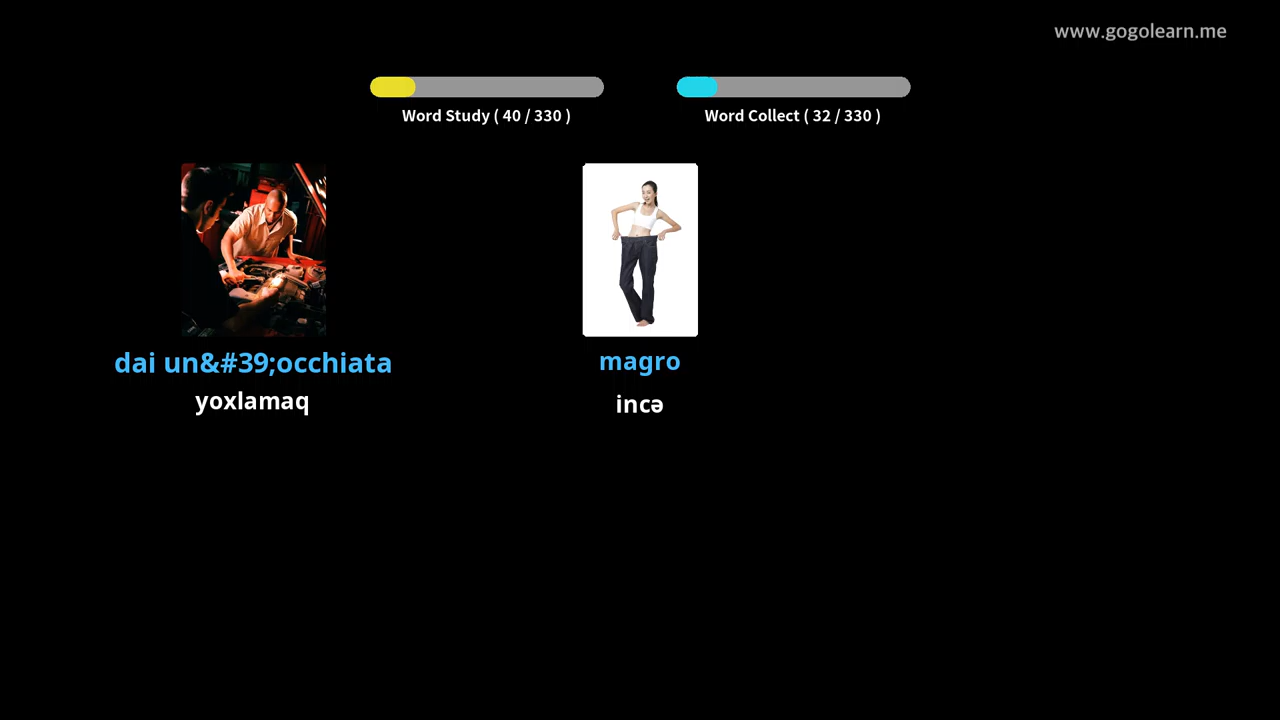 www.gogolearn.me
Word Study ( 40 / 330 )
Word Collect ( 32 / 330 )
dai un&#39;occhiata
yoxlamaq
magro
incə